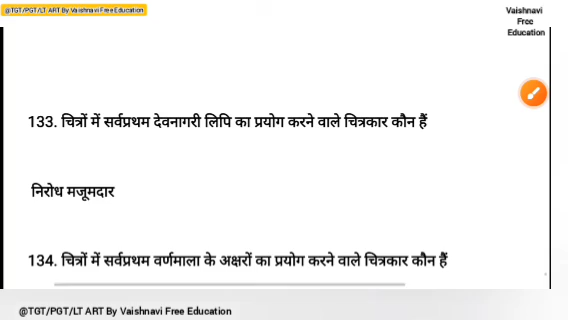 @TGT/PGT/LT ART By Vaishnavi Free Education
Vaishnavi
Free
Education
133. चित्रों में सर्वप्रथम देवनागरी लिपि का प्रयोग करने वाले चित्रकार कौन हैं
निरोध मजूमदार
134. चित्रों में सर्वप्रथम वर्णमाला के अक्षरों का प्रयोग करने वाले चित्रकार कौन हैं
@TGT/PGT/LT ART By Vaishnavi Free Education